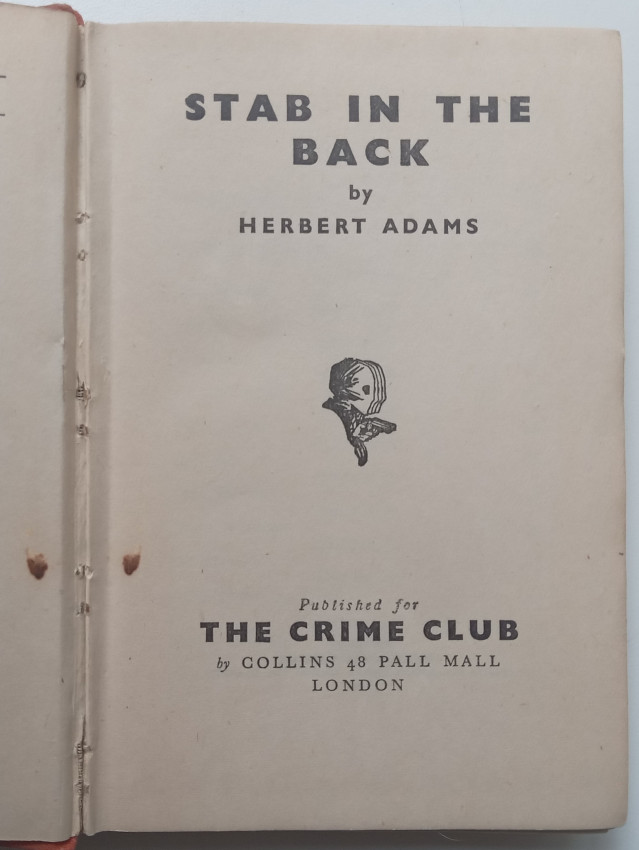 STAB IN THE
BACK
by
HERBERT ADAMS
Published for
THE CRIME CLUB
by COLLINS 48 PALL MALL
LONDON